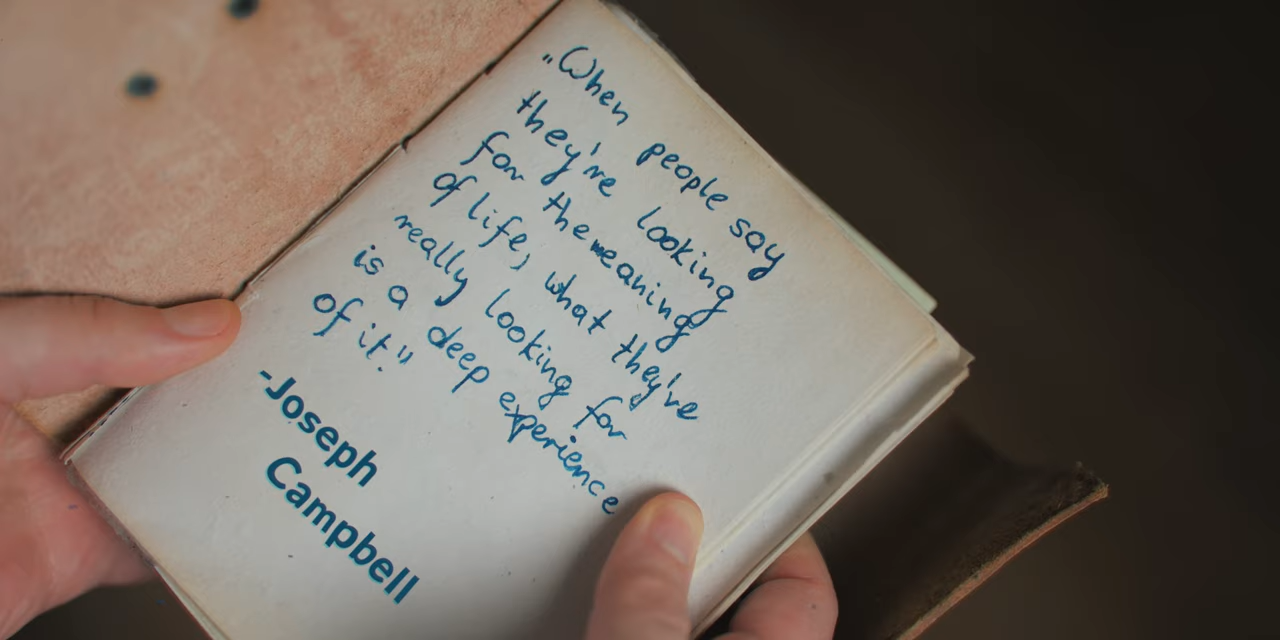 „When people say
they're looking
for the meaning
of life, what they're
really looking for
is a deep experience
of it."
-Joseph
Campbell